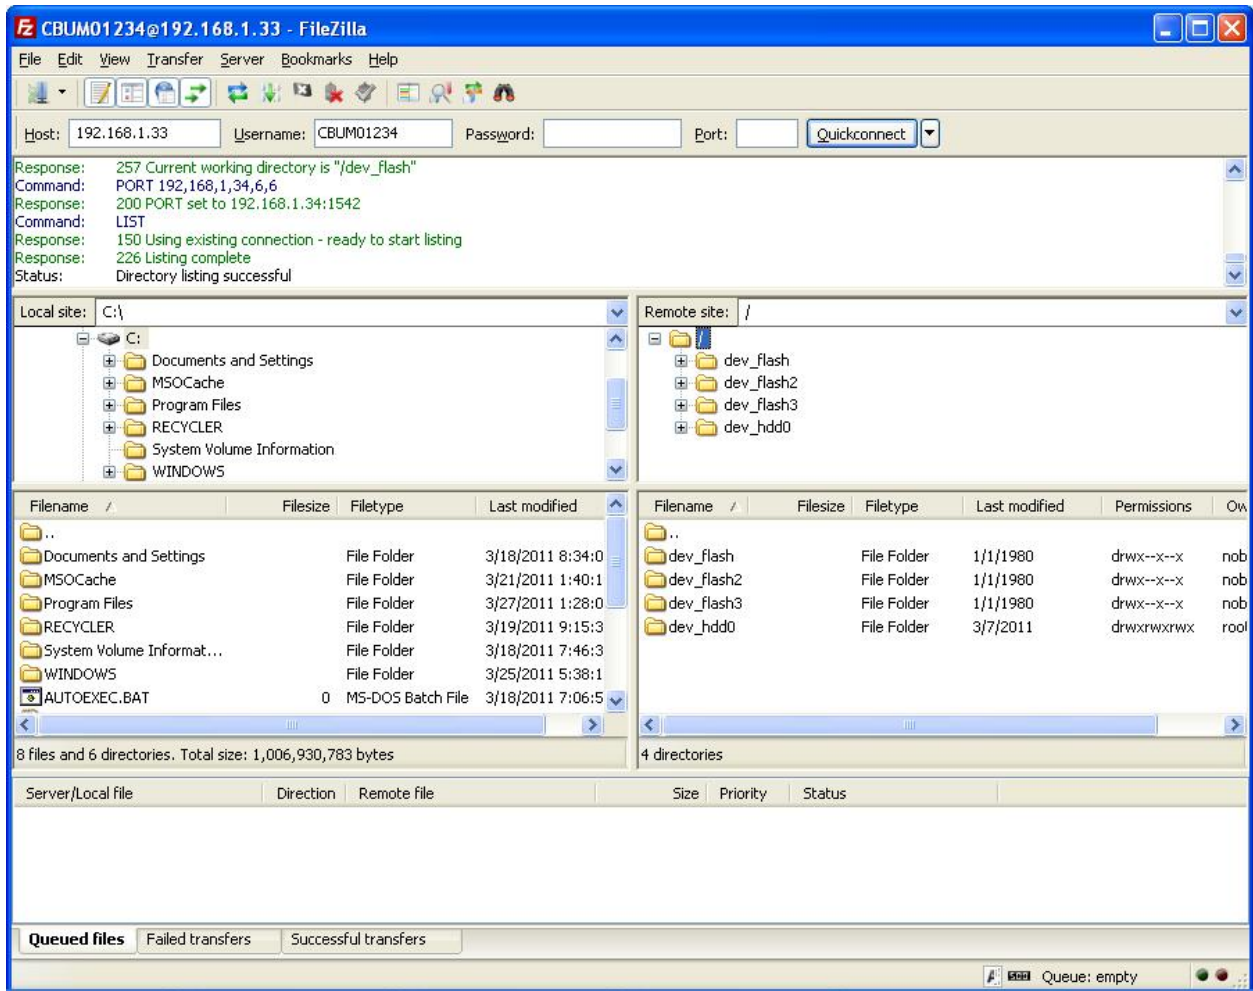 CBUM01234@192.168.1.33 - FileZilla
File Edit View Transfer Server Bookmarks Help
Host: 192.168.1.33 Username: CBUM01234 Password: Port: Quickconnect
Response: 257 Current working directory is "/dev_flash"
Command: PORT 192,168,1,34,6,6
Response: 200 PORT set to 192.168.1.34:1542
Command: LIST
Response: 150 Using existing connection - ready to start listing
Response: 226 Listing complete
Status: Directory listing successful
Local site: C:\
C:
Documents and Settings
MSOCache
Program Files
RECYCLER
System Volume Information
WINDOWS
Remote site: /
/
dev_flash
dev_flash2
dev_flash3
dev_hdd0
Filename Filesize Filetype Last modified
..
Documents and Settings File Folder 3/18/2011 8:34:0
MSOCache File Folder 3/21/2011 1:40:1
Program Files File Folder 3/27/2011 1:28:0
RECYCLER File Folder 3/19/2011 9:15:3
System Volume Informat... File Folder 3/18/2011 7:46:3
WINDOWS File Folder 3/25/2011 5:38:1
AUTOEXEC.BAT 0 MS-DOS Batch File 3/18/2011 7:06:5
8 files and 6 directories. Total size: 1,006,930,783 bytes
Filename Filesize Filetype Last modified Permissions Ow
..
dev_flash File Folder 1/1/1980 drwx--x--x nob
dev_flash2 File Folder 1/1/1980 drwx--x--x nob
dev_flash3 File Folder 1/1/1980 drwx--x--x nob
dev_hdd0 File Folder 3/7/2011 drwxrwxrwx root
4 directories
Server/Local file Direction Remote file Size Priority Status
Queued files Failed transfers Successful transfers
Queue: empty